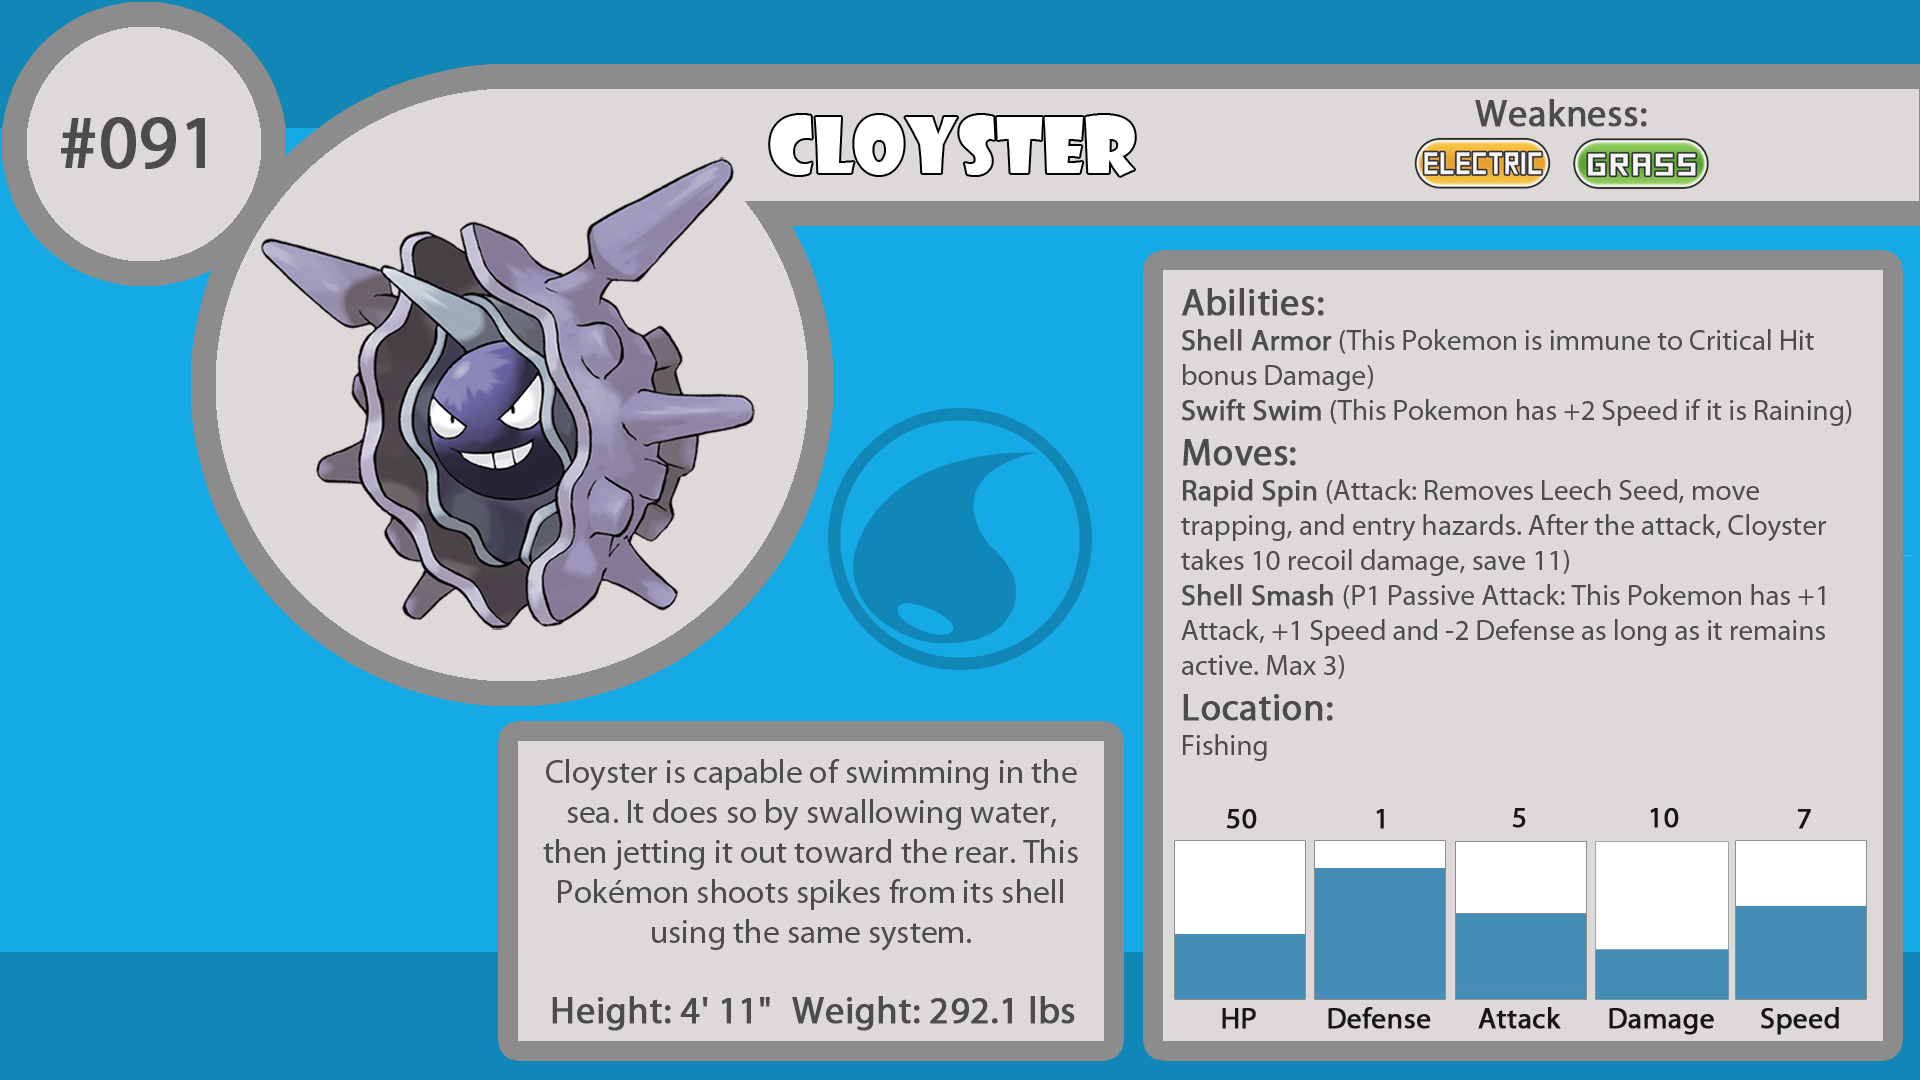 #091
CLOYSTER
Weakness:
ELECTRIC GRASS
Abilities:
Shell Armor (This Pokemon is immune to Critical Hit
bonus Damage)
Swift Swim (This Pokemon has +2 Speed if it is Raining)
Moves:
Rapid Spin (Attack: Removes Leech Seed, move
trapping, and entry hazards. After the attack, Cloyster
takes 10 recoil damage, save 11)
Shell Smash (P1 Passive Attack: This Pokemon has +1
Attack, +1 Speed and -2 Defense as long as it remains
active. Max 3)
Location:
Fishing
50 1 5 10 7
HP Defense Attack Damage Speed
Cloyster is capable of swimming in the
sea. It does so by swallowing water,
then jetting it out toward the rear. This
Pokémon shoots spikes from its shell
using the same system.
Height: 4' 11" Weight: 292.1 lbs